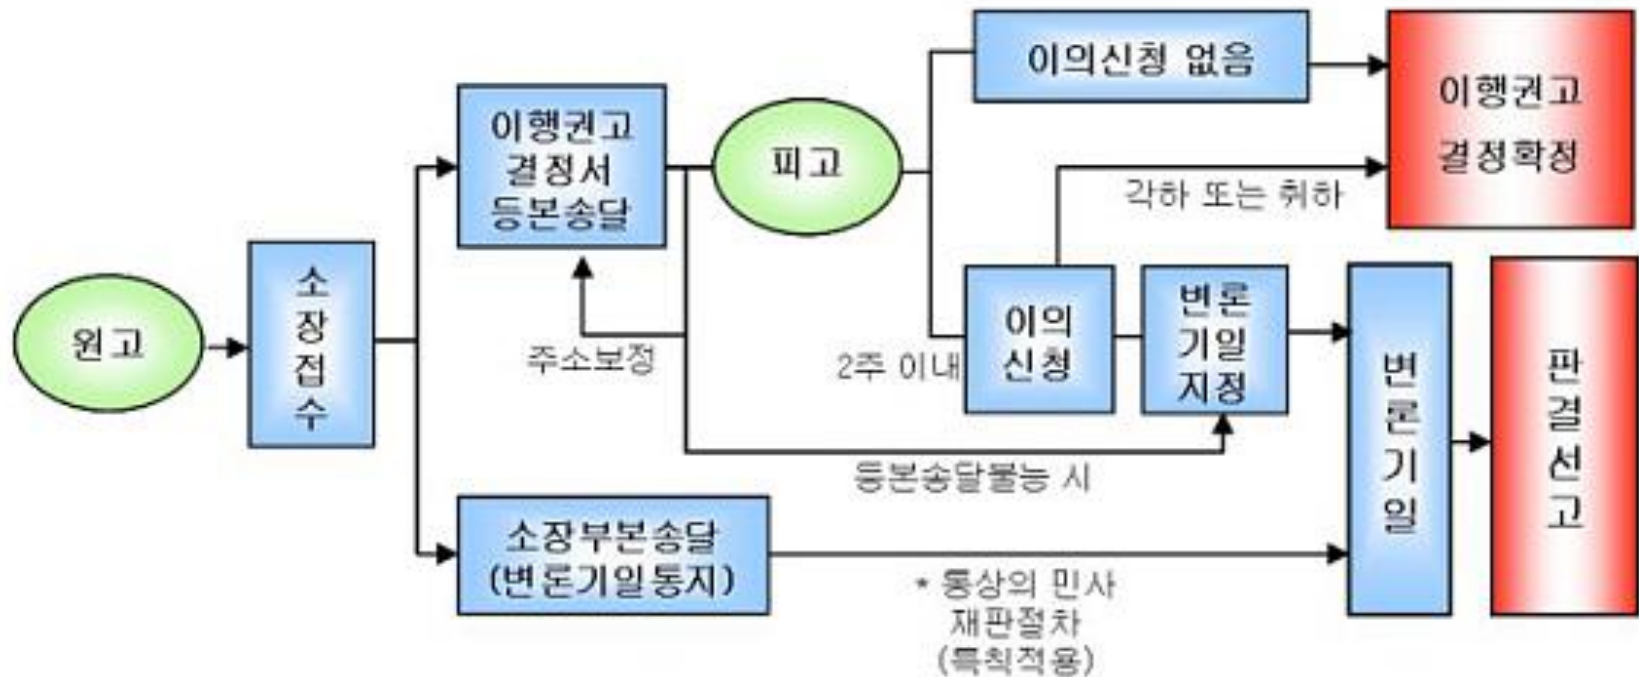 이의신청 없음
이행권고
결정확정
이행권고
결정서
등본송달
피고
각하 또는 취하
소
장
접
수
원고
주소보정
2주 이내
이의
신청
변론
기일
지정
변
론
기
일
판
결
선
고
등본송달불능 시
소장부본송달
(변론기일통지)
* 통상의 민사
재판절차
(특칙적용)